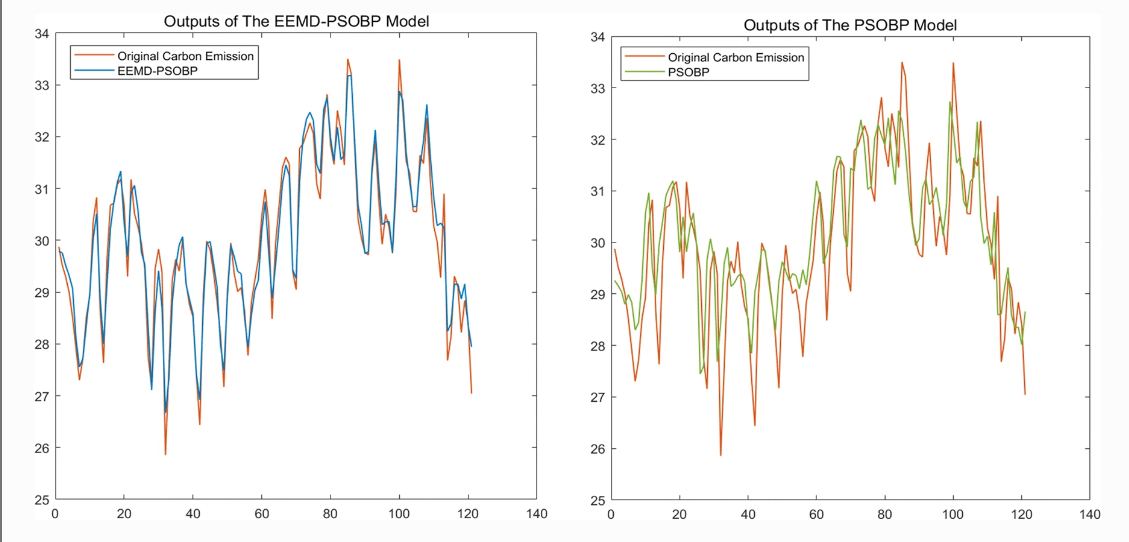 Outputs of The EEMD-PSOBP Model
Original Carbon Emission
EEMD-PSOBP
34
33
32
31
30
29
28
27
26
25
0 20 40 60 80 100 120 140
Outputs of The PSOBP Model
Original Carbon Emission
PSOBP
34
33
32
31
30
29
28
27
26
25
0 20 40 60 80 100 120 140